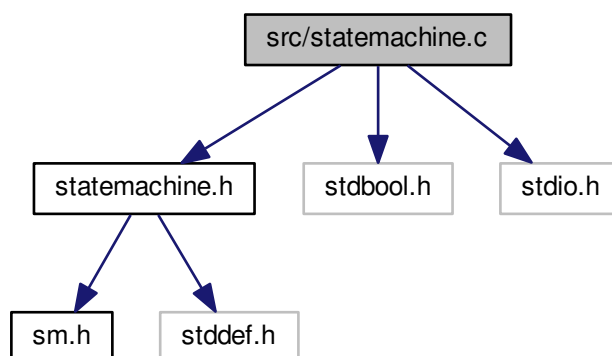 src/statemachine.c
statemachine.h
stdbool.h
stdio.h
sm.h
stddef.h